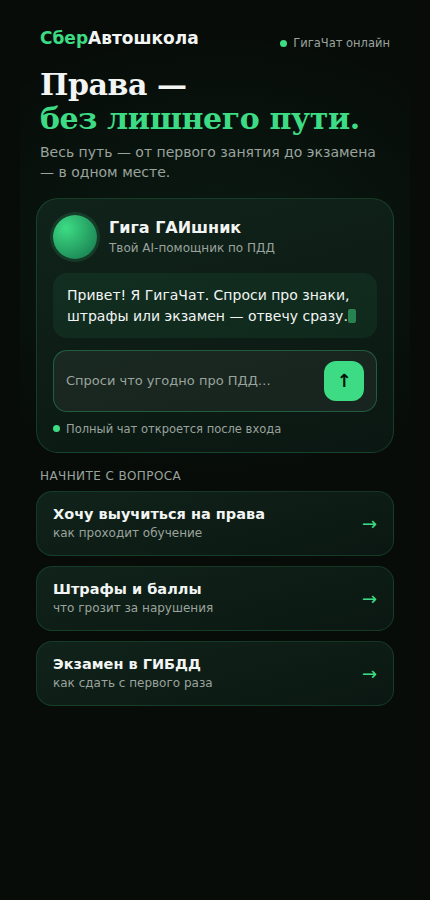 СберАвтошкола
ГигаЧат онлайн
Права —
без лишнего пути.
Весь путь — от первого занятия до экзамена
— в одном месте.
Гига ГАИшник
Твой AI-помощник по ПДД
Привет! Я ГигаЧат. Спроси про знаки,
штрафы или экзамен — отвечу сразу.
Спроси что угодно про ПДД...
↑
Полный чат откроется после входа
НАЧНИТЕ С ВОПРОСА
Хочу выучиться на права
как проходит обучение
→
Штрафы и баллы
что грозит за нарушения
→
Экзамен в ГИБДД
как сдать с первого раза
→